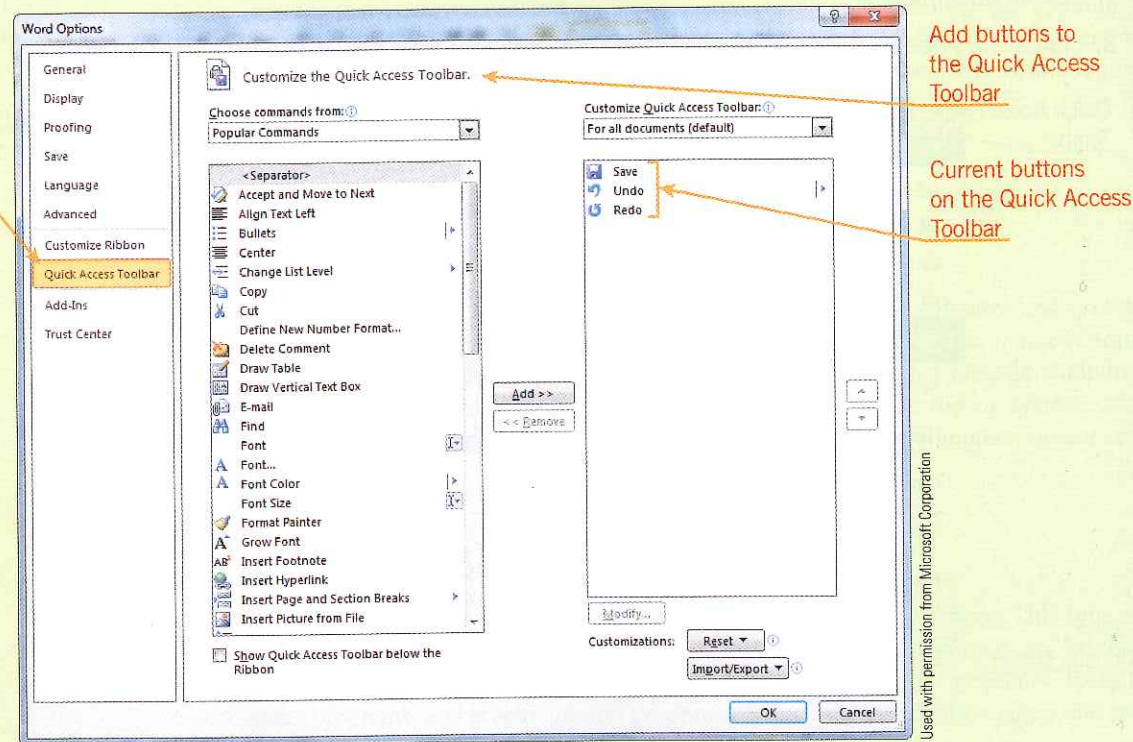 Word Options
General
Display
Proofing
Save
Language
Advanced
Customize Ribbon
Quick Access Toolbar
Add-Ins
Trust Center
Customize the Quick Access Toolbar.
Choose commands from:
Popular Commands
<Separator>
Accept and Move to Next
Align Text Left
Bullets
Center
Change List Level
Copy
Cut
Define New Number Format...
Delete Comment
Draw Table
Draw Vertical Text Box
E-mail
Find
Font
Font...
Font Color
Font Size
Format Painter
Grow Font
Insert Footnote
Insert Hyperlink
Insert Page and Section Breaks
Insert Picture from File
Show Quick Access Toolbar below the
Ribbon
Add >>
<< Remove
Customize Quick Access Toolbar:
For all documents (default)
Save
Undo
Redo
Modify...
Customizations:
Reset
Import/Export
OK
Cancel
Add buttons to
the Quick Access
Toolbar
Current buttons
on the Quick Access
Toolbar
Used with permission from Microsoft Corporation